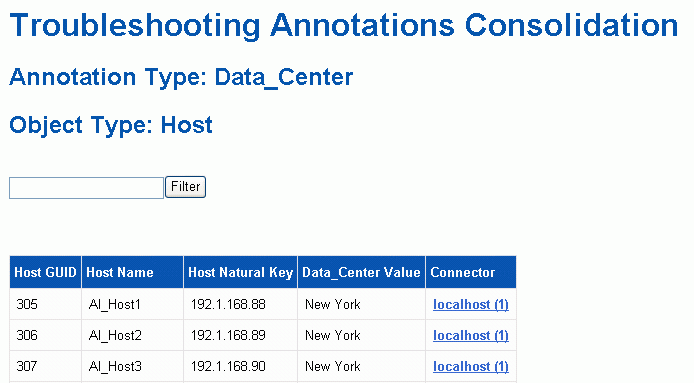 Troubleshooting Annotations Consolidation
Annotation Type: Data_Center
Object Type: Host
Filter
Host GUID Host Name Host Natural Key Data_Center Value Connector
305 AI_Host1 192.1.168.88 New York localhost (1)
306 AI_Host2 192.1.168.89 New York localhost (1)
307 AI_Host3 192.1.168.90 New York localhost (1)